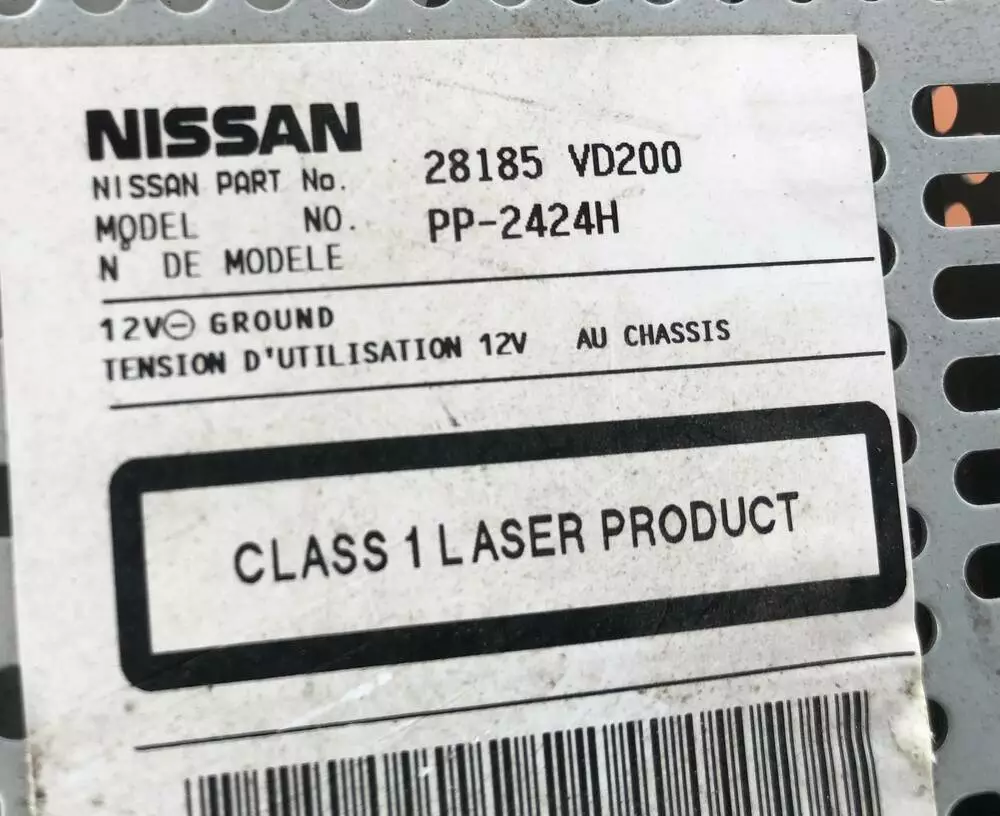 NISSAN
NISSAN PART No. 28185 VD200
MODEL NO. PP-2424H
N° DE MODELE
12V⊖ GROUND
TENSION D'UTILISATION 12V AU CHASSIS
CLASS 1 LASER PRODUCT